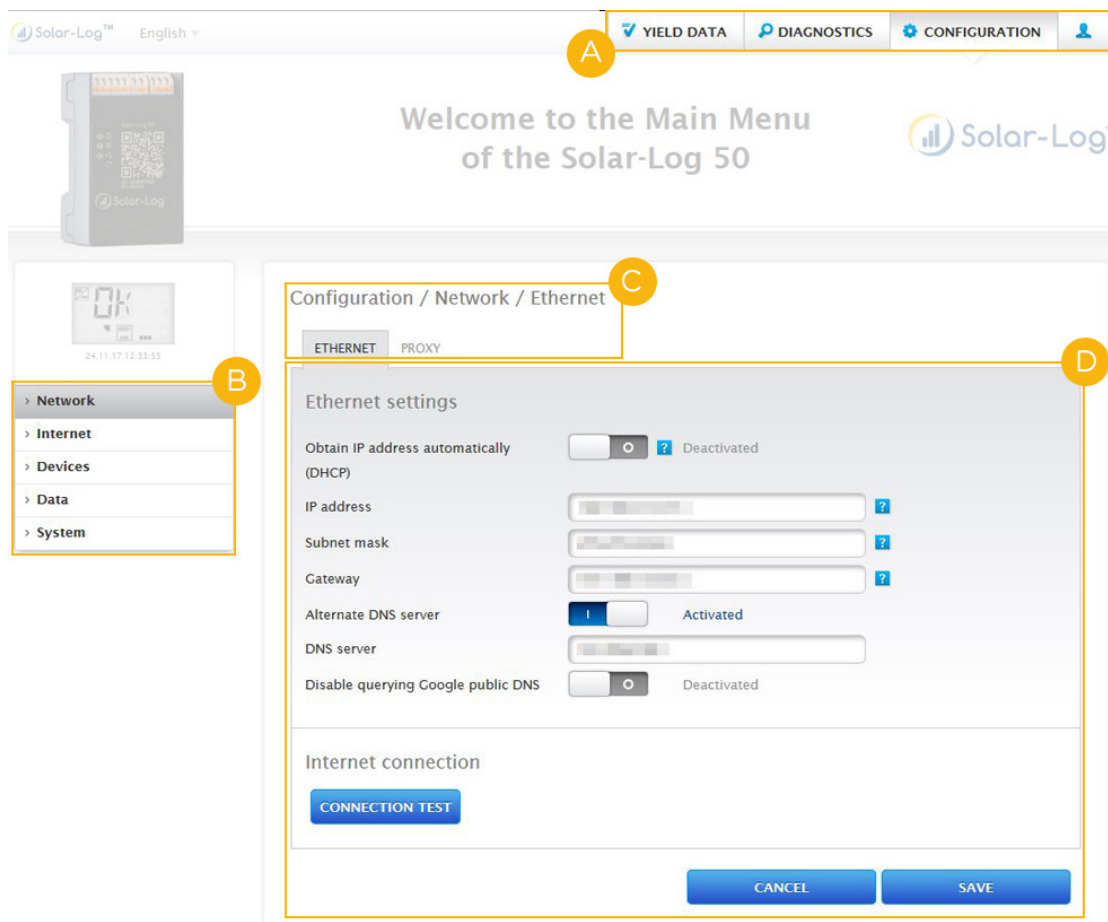 Solar-Log™ English
YIELD DATA DIAGNOSTICS CONFIGURATION
A
Welcome to the Main Menu
of the Solar-Log 50
Solar-Log
Solar-Log
OK
24.11.17 12:33:55
B
> Network
> Internet
> Devices
> Data
> System
C
Configuration / Network / Ethernet
ETHERNET PROXY
D
Ethernet settings
Obtain IP address automatically
(DHCP)
O ? Deactivated
IP address ?
Subnet mask ?
Gateway ?
Alternate DNS server I Activated
DNS server
Disable querying Google public DNS O Deactivated
Internet connection
CONNECTION TEST
CANCEL SAVE